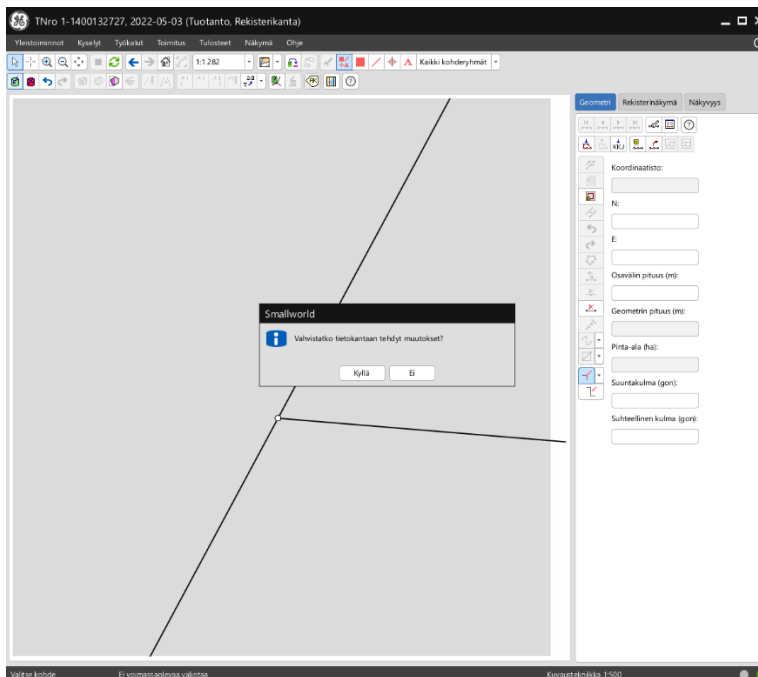 TNro 1-1400132727, 2022-05-03 (Tuotanto, Rekisterikanta)
Yleistoiminnot Kyselyt Työkalut Toimitus Tulosteet Näkymä Ohje
1:1.282 A Kaikki kohderyhmät
Geometri Rekisterinäkymä Näkyvyys
KKJ
Koordinaatisto:
N:
E:
Osavälin pituus (m):
Geometrin pituus (m):
Pinta-ala (ha):
Suuntakulma (gon):
Suhteellinen kulma (gon):
Smallworld
Vahvistatko tietokantaan tehdyt muutokset?
Kyllä Ei
Valitse kohde Ei voimassaolevaa valintaa Kuvaustekniikka 1:500